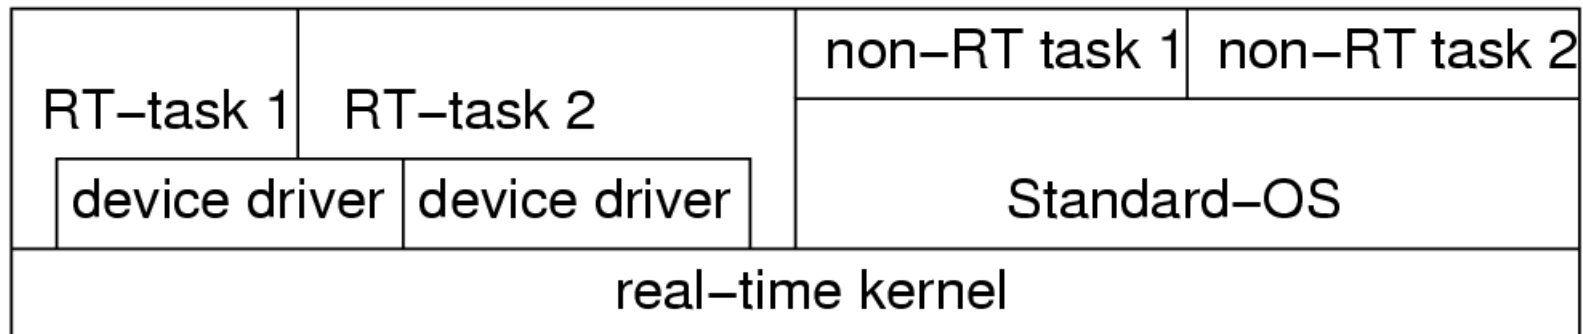 non–RT task 1 non–RT task 2
RT–task 1 RT–task 2
device driver device driver Standard–OS
real–time kernel